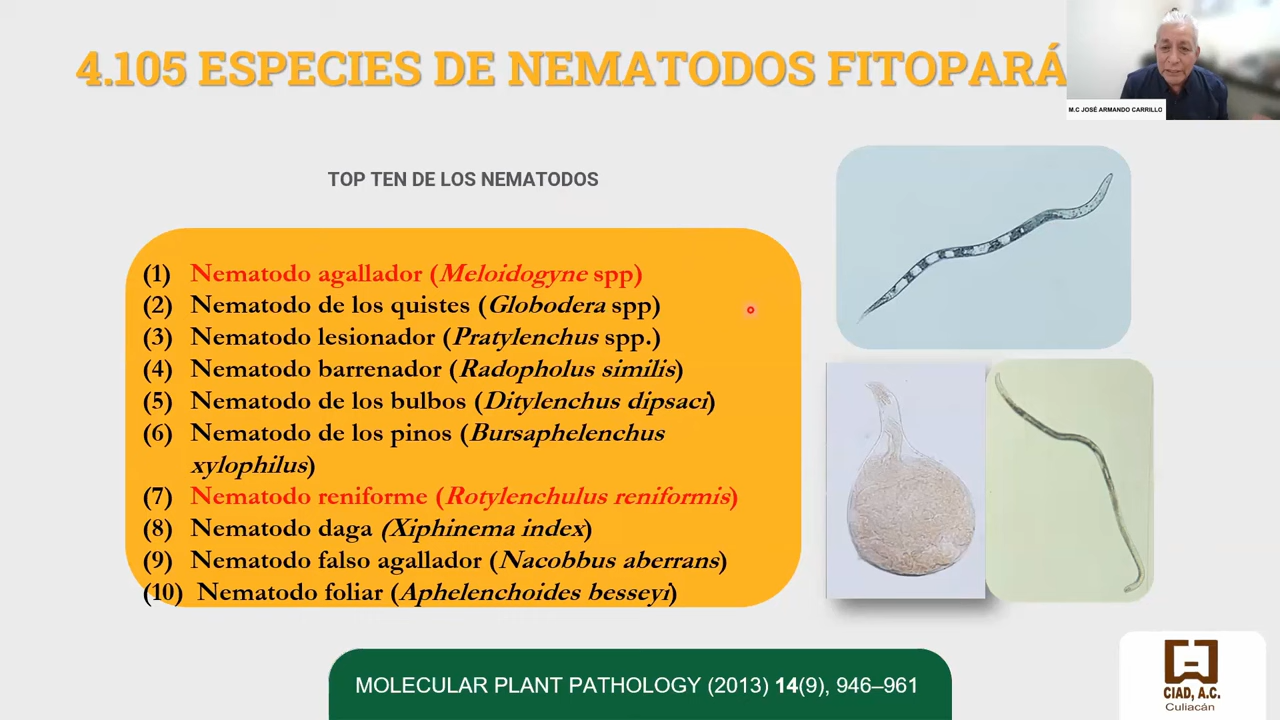 4.105 ESPECIES DE NEMATODOS FITOPARÁ
M.C JOSÉ ARMANDO CARRILLO
TOP TEN DE LOS NEMATODOS
(1) Nematodo agallador (Meloidogyne spp)
(2) Nematodo de los quistes (Globodera spp)
(3) Nematodo lesionador (Pratylenchus spp.)
(4) Nematodo barrenador (Radopholus similis)
(5) Nematodo de los bulbos (Ditylenchus dipsaci)
(6) Nematodo de los pinos (Bursaphelenchus
xylophilus)
(7) Nematodo reniforme (Rotylenchulus reniformis)
(8) Nematodo daga (Xiphinema index)
(9) Nematodo falso agallador (Nacobbus aberrans)
(10) Nematodo foliar (Aphelenchoides besseyi)
MOLECULAR PLANT PATHOLOGY (2013) 14(9), 946–961
CIAD, A.C.
Culiacán